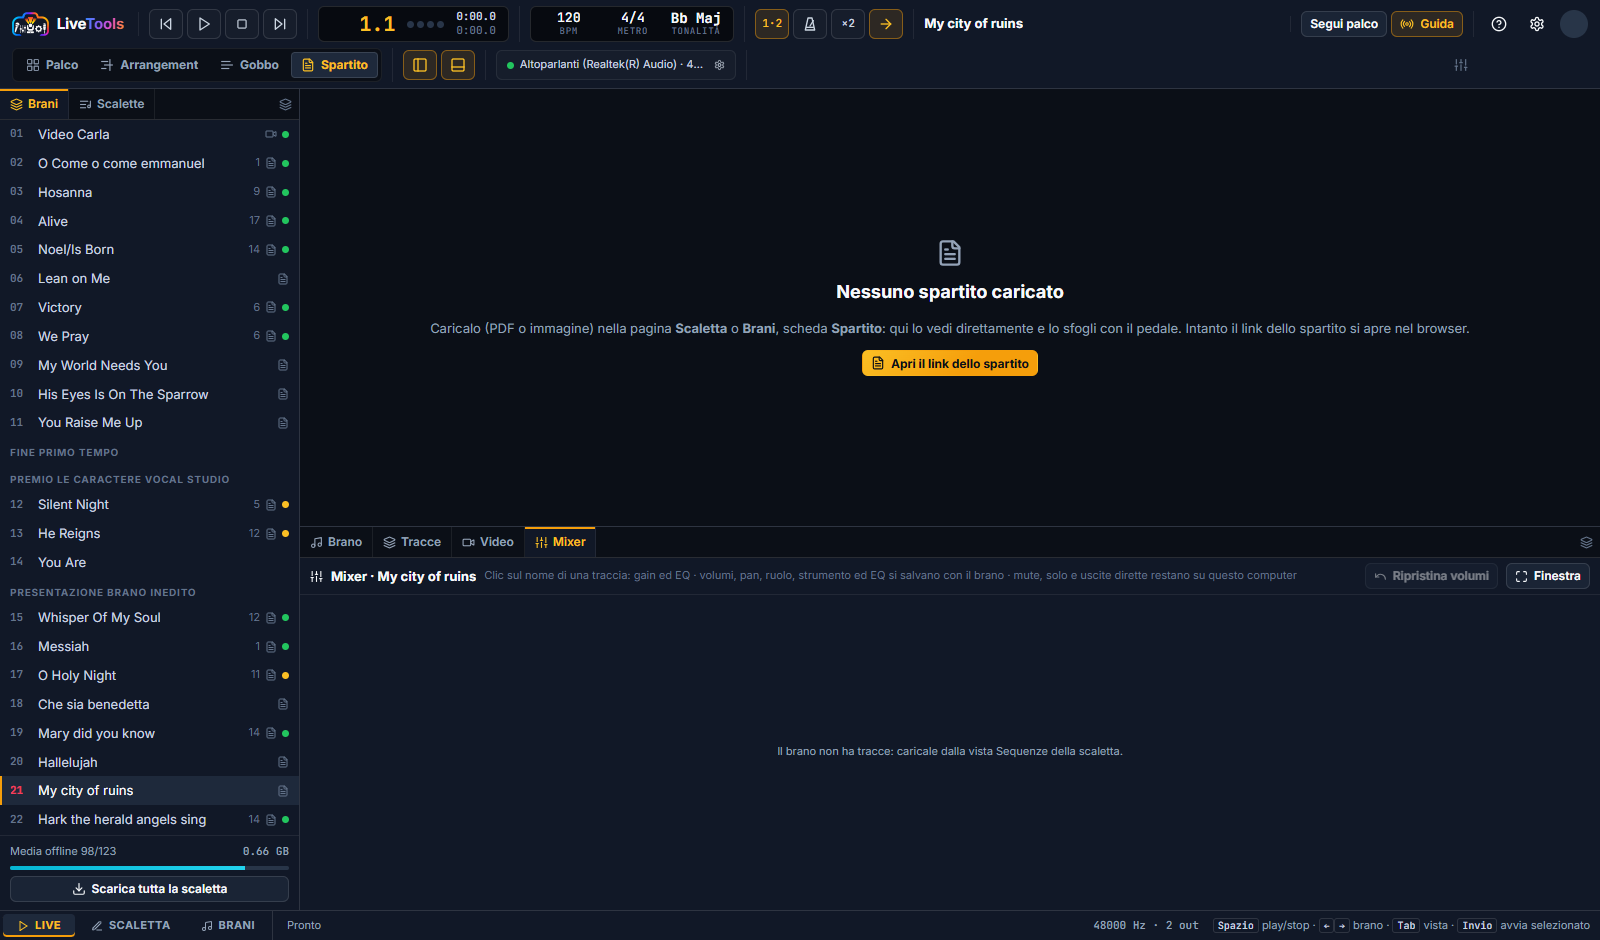 LiveTools
1.1
0:00.0
0:00.0
120
BPM
4/4
METRO
Bb Maj
TONALITÀ
1·2
×2
My city of ruins
Segui palco
Guida
Palco
Arrangement
Gobbo
Spartito
Altoparlanti (Realtek(R) Audio) · 4...
Brani
Scalette
01 Video Carla
02 O Come o come emmanuel 1
03 Hosanna 9
04 Alive 17
05 Noel/Is Born 14
06 Lean on Me
07 Victory 6
08 We Pray 6
09 My World Needs You
10 His Eyes Is On The Sparrow
11 You Raise Me Up
FINE PRIMO TEMPO
PREMIO LE CARACTERE VOCAL STUDIO
12 Silent Night 5
13 He Reigns 12
14 You Are
PRESENTAZIONE BRANO INEDITO
15 Whisper Of My Soul 12
16 Messiah 1
17 O Holy Night 11
18 Che sia benedetta
19 Mary did you know 14
20 Hallelujah
21 My city of ruins
22 Hark the herald angels sing 14
Media offline 98/123 0.66 GB
Scarica tutta la scaletta
Nessuno spartito caricato
Caricalo (PDF o immagine) nella pagina Scaletta o Brani, scheda Spartito: qui lo vedi direttamente e lo sfogli con il pedale. Intanto il link dello spartito si apre nel browser.
Apri il link dello spartito
Brano
Tracce
Video
Mixer
Mixer · My city of ruins
Clic sul nome di una traccia: gain ed EQ · volumi, pan, ruolo, strumento ed EQ si salvano con il brano · mute, solo e uscite dirette restano su questo computer
Ripristina volumi
Finestra
Il brano non ha tracce: caricale dalla vista Sequenze della scaletta.
LIVE
SCALETTA
BRANI
Pronto
48000 Hz · 2 out
Spazio play/stop · ← → brano · Tab vista · Invio avvia selezionato